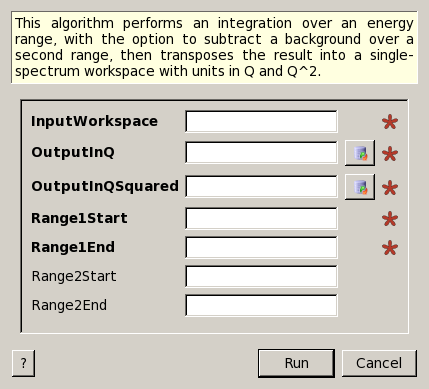 This algorithm performs an integration over an energy
range, with the option to subtract a background over a
second range, then transposes the result into a single-
spectrum workspace with units in Q and Q^2.
InputWorkspace
OutputInQ
OutputInQSquared
Range1Start
Range1End
Range2Start
Range2End
? Run Cancel